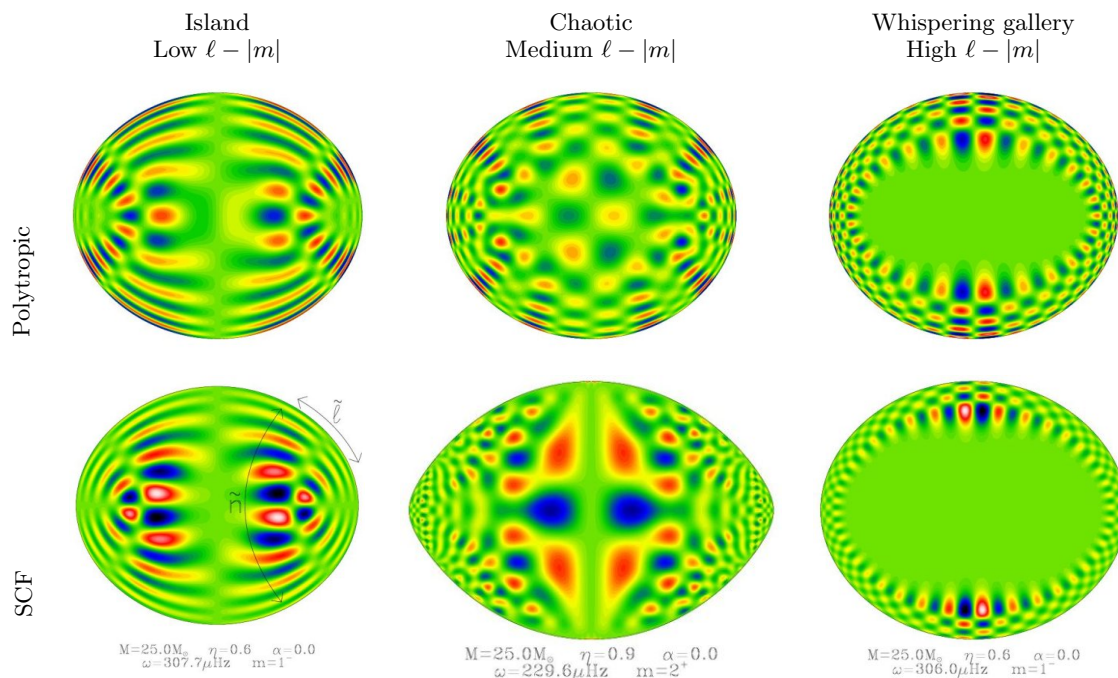 Island
Low ℓ − |m|
Chaotic
Medium ℓ − |m|
Whispering gallery
High ℓ − |m|
Polytropic
SCF
ℓ̃
ñ
M=25.0M☉ η=0.6 α=0.0
ω=307.7μHz m=1⁻
M=25.0M☉ η=0.9 α=0.0
ω=229.6μHz m=2⁺
M=25.0M☉ η=0.6 α=0.0
ω=306.0μHz m=1⁻